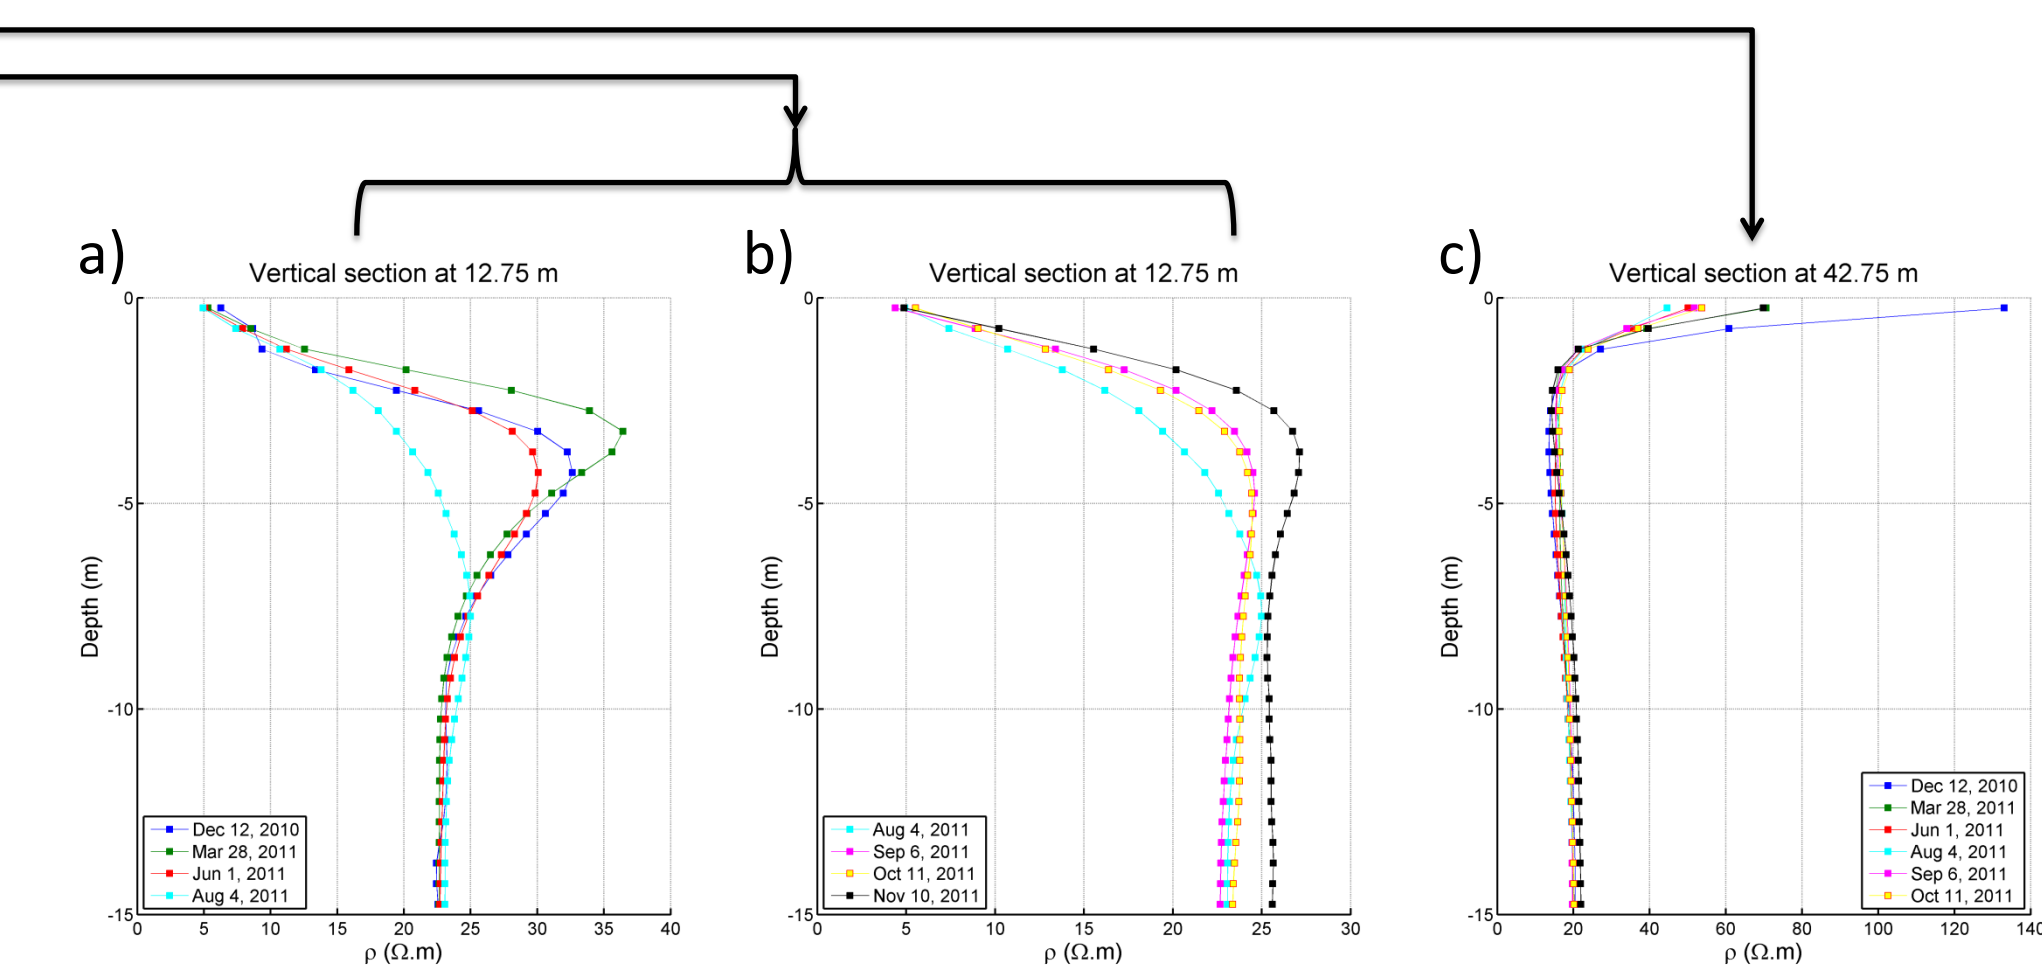 a)
Vertical section at 12.75 m
0
-5
-10
-15
Depth (m)
0 5 10 15 20 25 30 35 40
ρ (Ω.m)
Dec 12, 2010
Mar 28, 2011
Jun 1, 2011
Aug 4, 2011
b)
Vertical section at 12.75 m
0
-5
-10
-15
Depth (m)
0 5 10 15 20 25 30
ρ (Ω.m)
Aug 4, 2011
Sep 6, 2011
Oct 11, 2011
Nov 10, 2011
c)
Vertical section at 42.75 m
0
-5
-10
-15
Depth (m)
0 20 40 60 80 100 120 140
ρ (Ω.m)
Dec 12, 2010
Mar 28, 2011
Jun 1, 2011
Aug 4, 2011
Sep 6, 2011
Oct 11, 2011